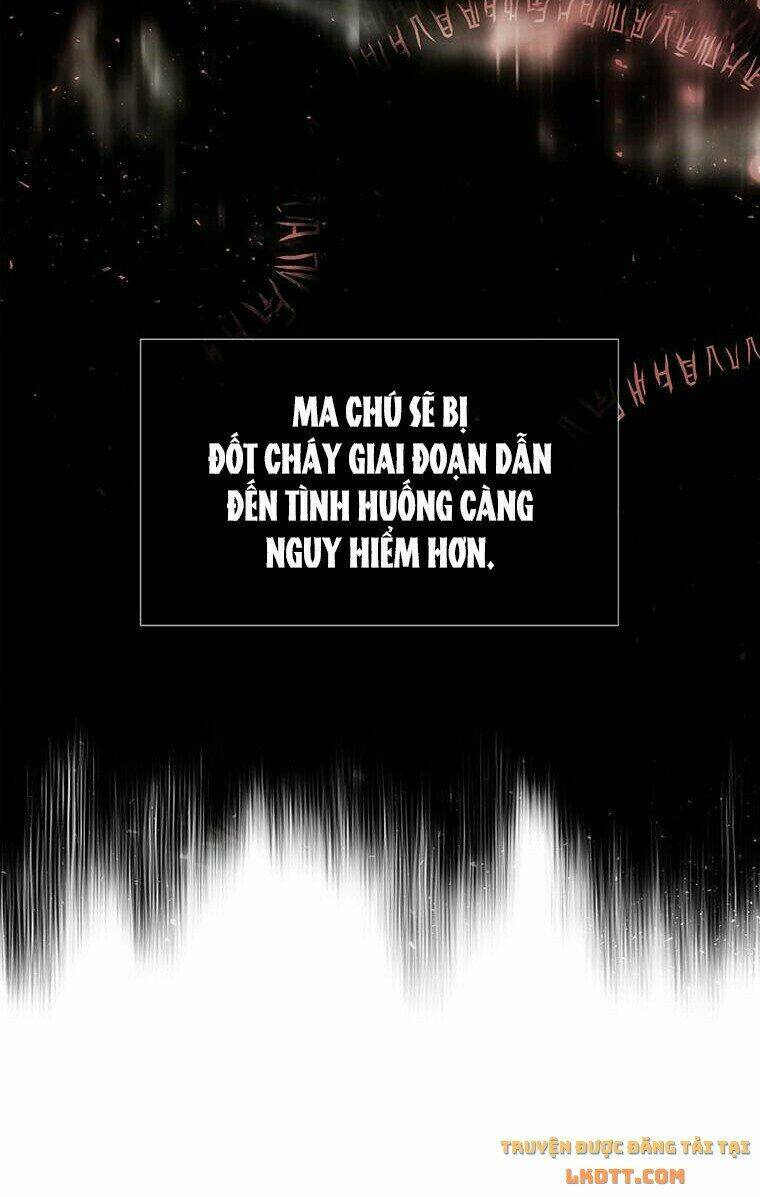 MA CHÚ SẼ BỊ
ĐỐT CHÁY GIAI ĐOẠN DẪN
ĐẾN TÌNH HUỐNG CÀNG
NGUY HIỂM HƠN.
TRUYỆN ĐƯỢC ĐĂNG TẢI TẠI
LKDTT.COM